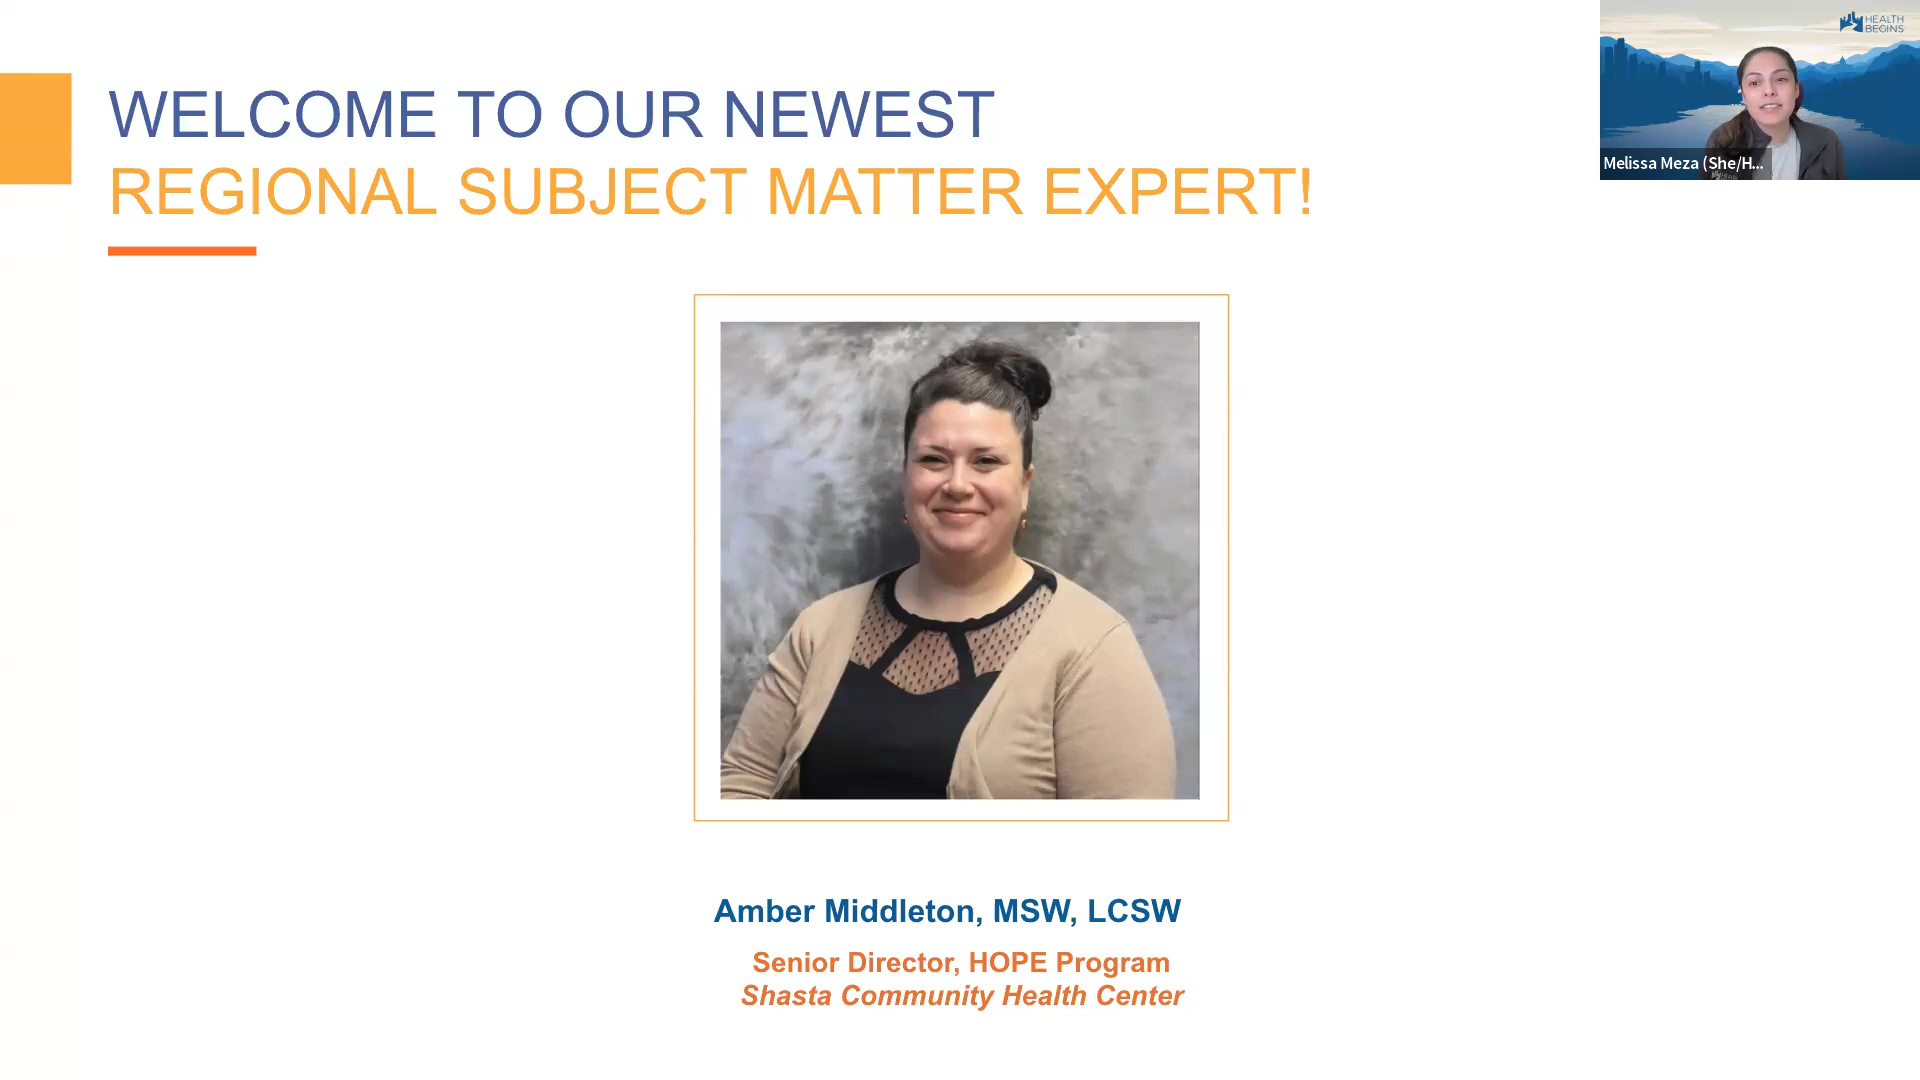 WELCOME TO OUR NEWEST
REGIONAL SUBJECT MATTER EXPERT!
HEALTH
BEGINS
Melissa Meza (She/H...
Amber Middleton, MSW, LCSW
Senior Director, HOPE Program
Shasta Community Health Center